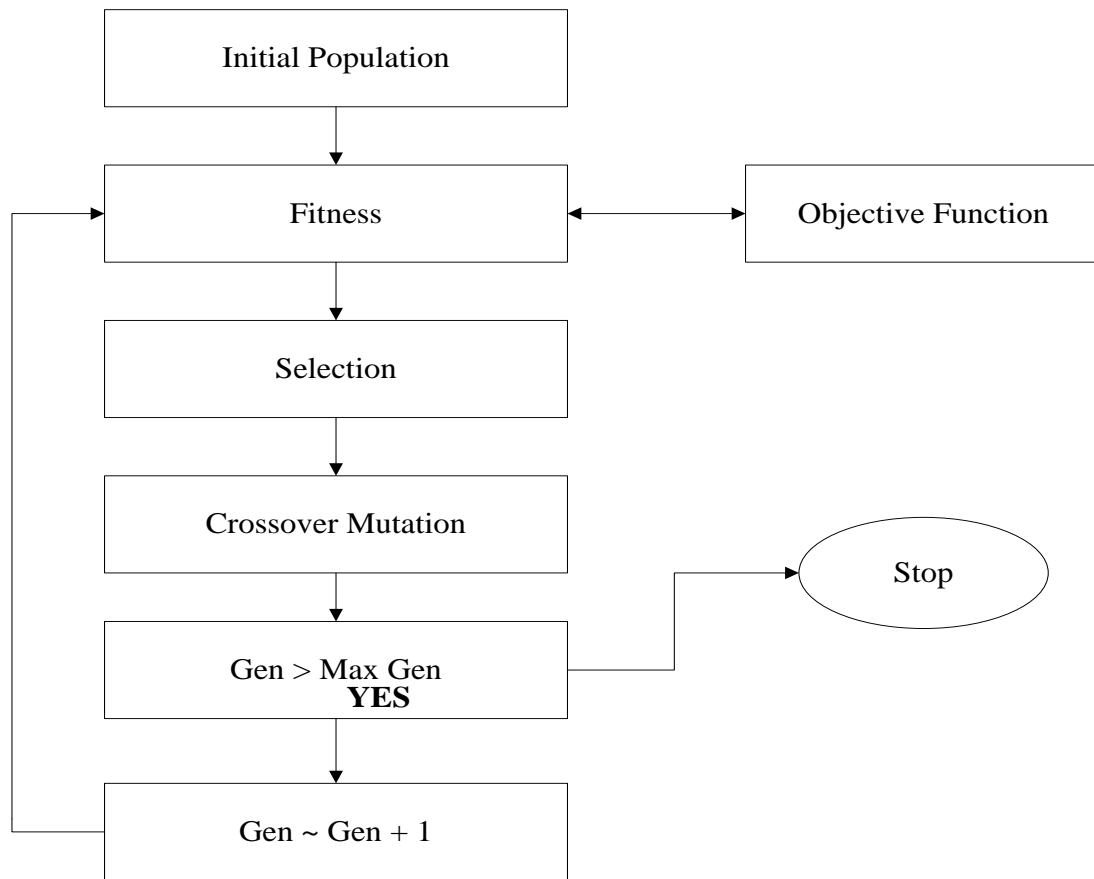 Initial Population
Fitness
Objective Function
Selection
Crossover Mutation
Stop
Gen > Max Gen
YES
Gen ~ Gen + 1